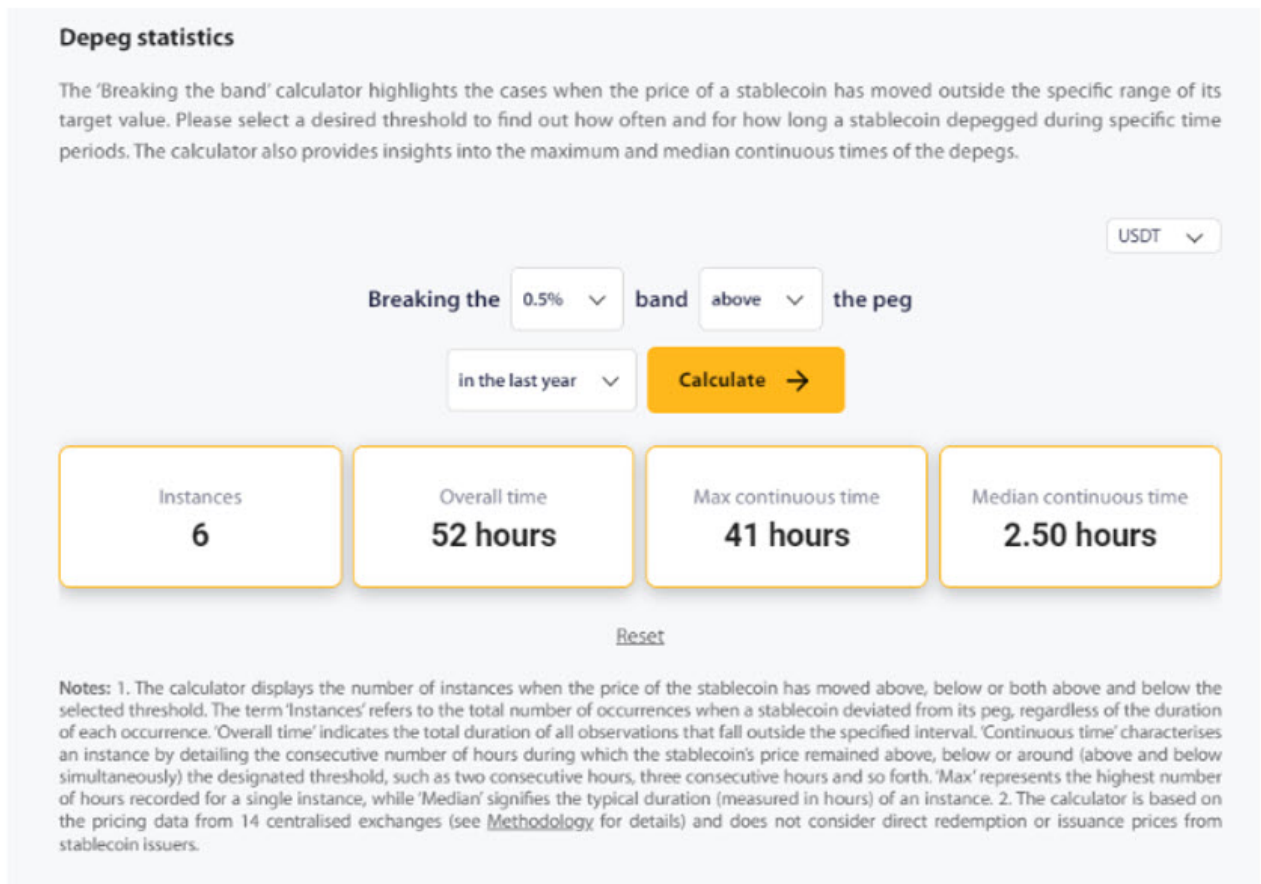 Depeg statistics
The ‘Breaking the band’ calculator highlights the cases when the price of a stablecoin has moved outside the specific range of its
target value. Please select a desired threshold to find out how often and for how long a stablecoin depegged during specific time
periods. The calculator also provides insights into the maximum and median continuous times of the depegs.
USDT
Breaking the 0.5% band above the peg
in the last year Calculate →
Instances Overall time Max continuous time Median continuous time
6 52 hours 41 hours 2.50 hours
Reset
Notes: 1. The calculator displays the number of instances when the price of the stablecoin has moved above, below or both above and below the
selected threshold. The term ‘Instances’ refers to the total number of occurrences when a stablecoin deviated from its peg, regardless of the duration
of each occurrence. ‘Overall time’ indicates the total duration of all observations that fall outside the specified interval. ‘Continuous time’ characterises
an instance by detailing the consecutive number of hours during which the stablecoin’s price remained above, below or around (above and below
simultaneously) the designated threshold, such as two consecutive hours, three consecutive hours and so forth. ‘Max’ represents the highest number
of hours recorded for a single instance, while ‘Median’ signifies the typical duration (measured in hours) of an instance. 2. The calculator is based on
the pricing data from 14 centralised exchanges (see Methodology for details) and does not consider direct redemption or issuance prices from
stablecoin issuers.